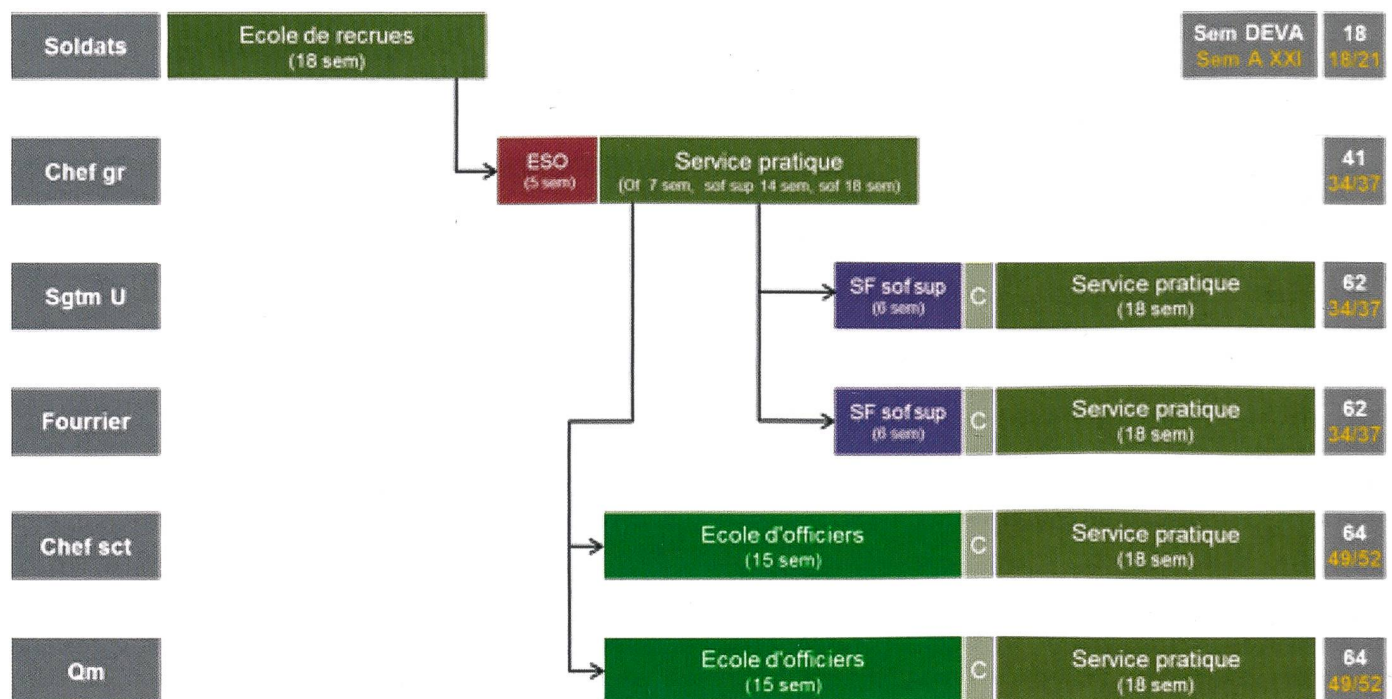 Soldats
Ecole de recrues
(18 sem)
Sem DEVA
Sem A XXI
18
18/21
Chef gr
ESO
(5 sem)
Service pratique
(Of 7 sem, sof sup 14 sem, sof 18 sem)
41
34/37
Sgtm U
SF sof sup
(6 sem)
C
Service pratique
(18 sem)
62
34/37
Fourrier
SF sof sup
(6 sem)
C
Service pratique
(18 sem)
62
34/37
Chef sct
Ecole d'officiers
(15 sem)
C
Service pratique
(18 sem)
64
49/52
Qm
Ecole d'officiers
(15 sem)
C
Service pratique
(18 sem)
64
49/52